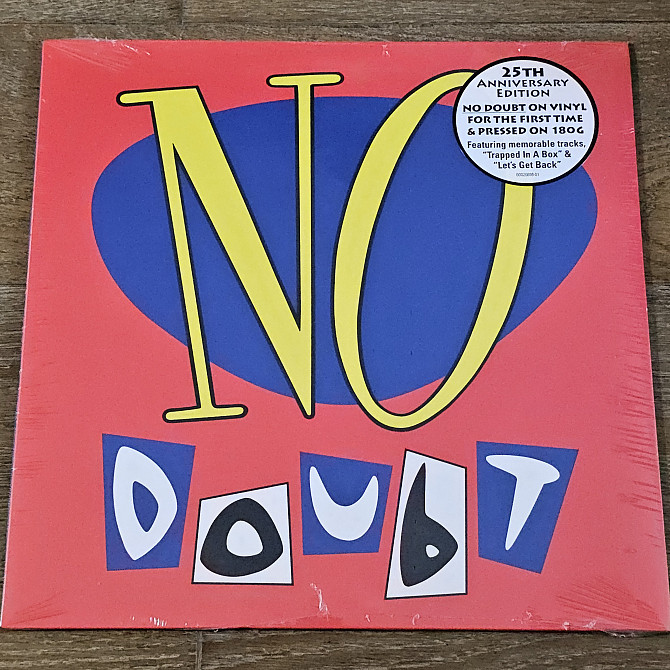 NO
DOUBT
25TH
ANNIVERSARY
EDITION
NO DOUBT ON VINYL
FOR THE FIRST TIME
& PRESSED ON 180G
Featuring memorable tracks,
"Trapped In A Box" &
"Let's Get Back"